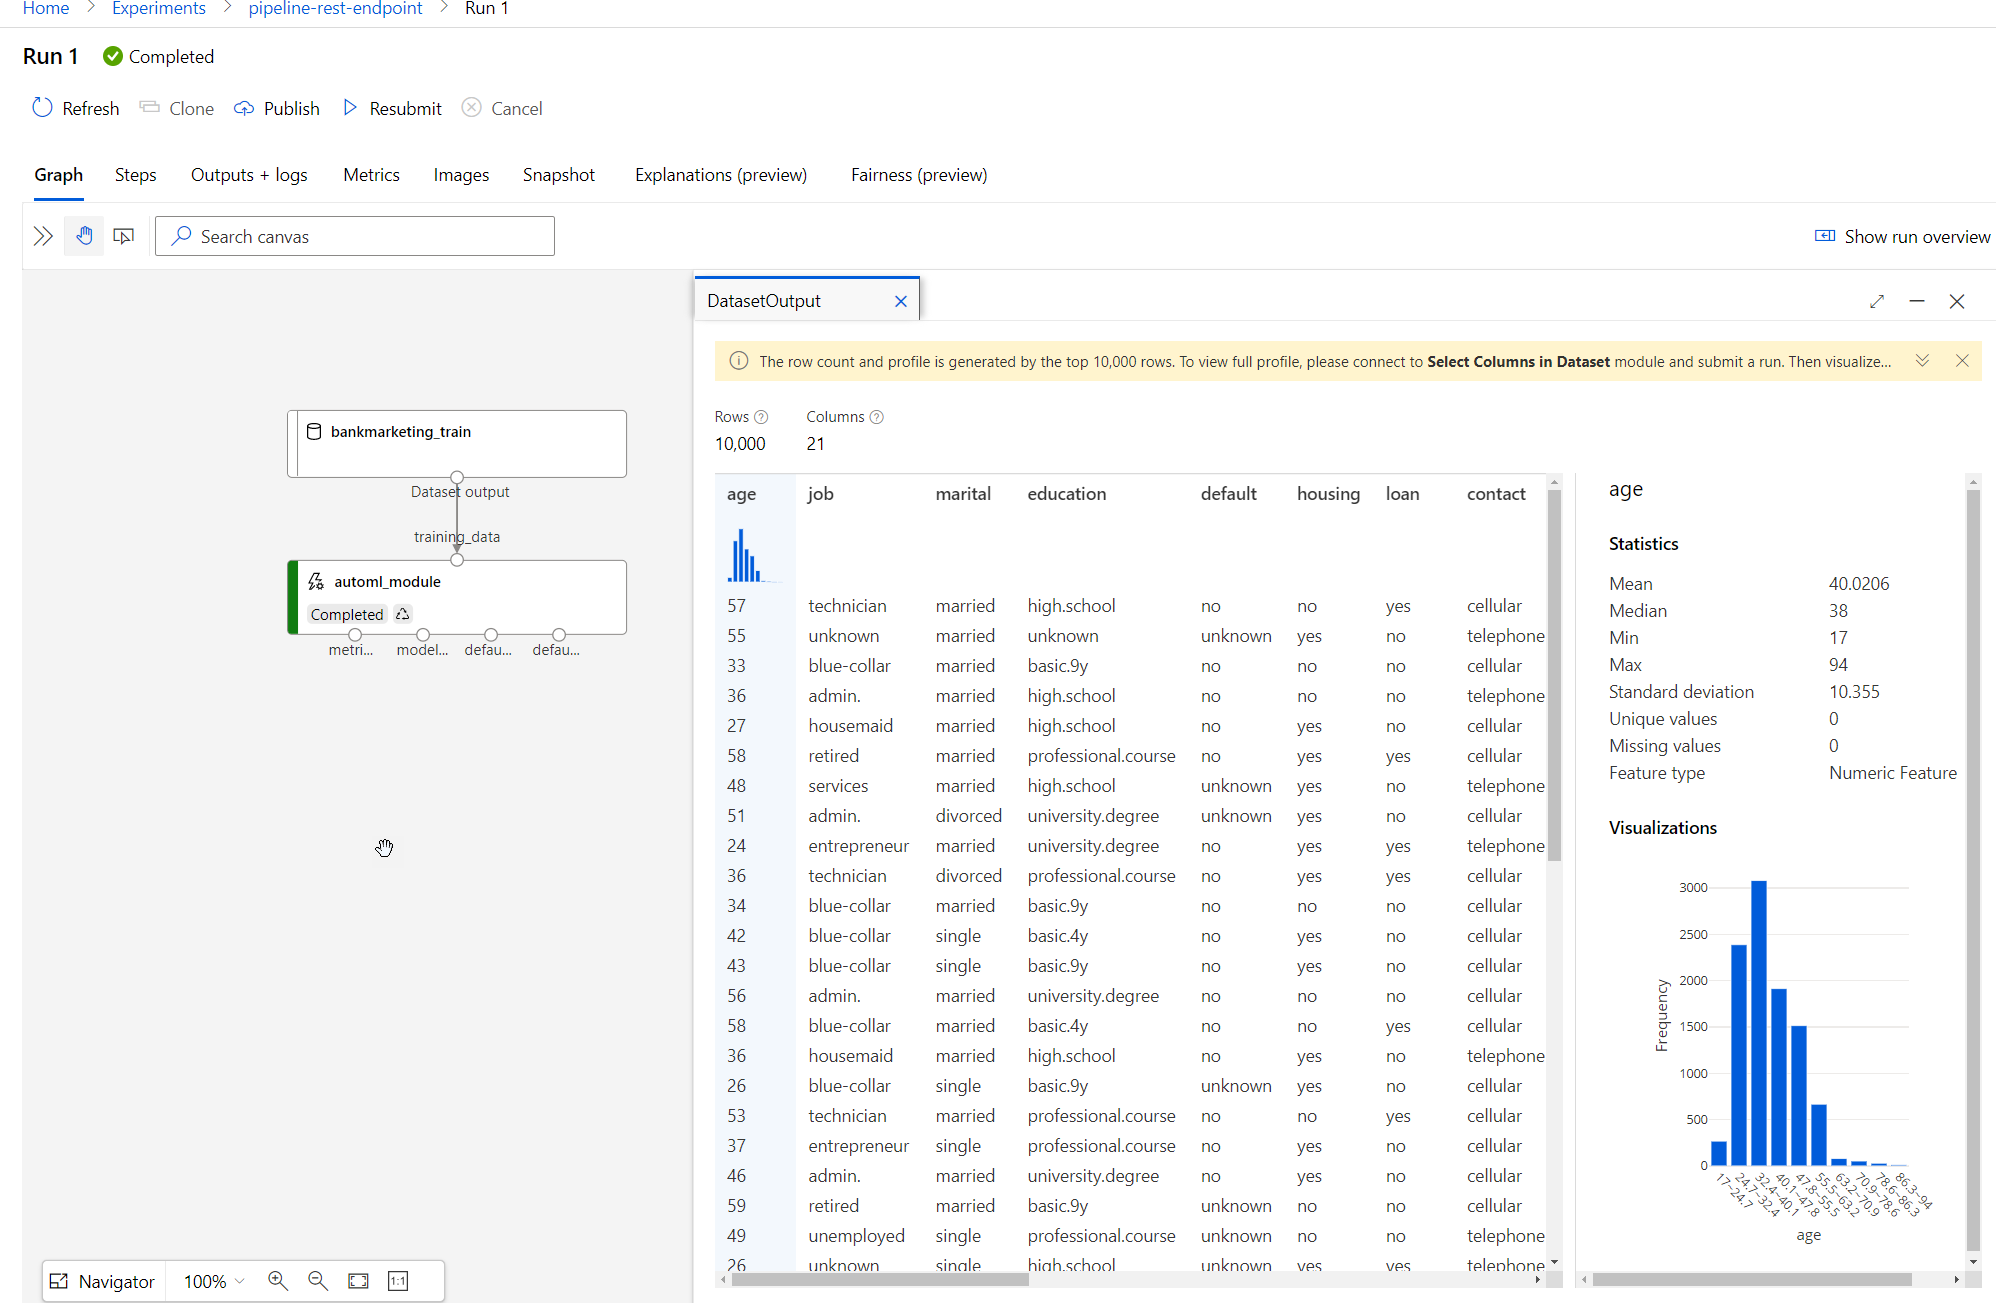 Home > Experiments > pipeline-rest-endpoint > Run 1
Run 1 Completed
Refresh Clone Publish Resubmit Cancel
Graph Steps Outputs + logs Metrics Images Snapshot Explanations (preview) Fairness (preview)
Search canvas Show run overview
bankmarketing_train
Dataset output
training_data
automl_module
Completed
metri... model... defau... defau...
Navigator 100% 1:1
DatasetOutput
The row count and profile is generated by the top 10,000 rows. To view full profile, please connect to Select Columns in Dataset module and submit a run. Then visualize...
Rows Columns
10,000 21
age job marital education default housing loan contact
57 technician married high.school no no yes cellular
55 unknown married unknown unknown yes no telephone
33 blue-collar married basic.9y no no no cellular
36 admin. married high.school no no no telephone
27 housemaid married high.school no yes no cellular
58 retired married professional.course no yes yes cellular
48 services married high.school unknown yes no telephone
51 admin. divorced university.degree unknown yes no cellular
24 entrepreneur married university.degree no yes yes telephone
36 technician divorced professional.course no yes yes cellular
34 blue-collar married basic.9y no no no cellular
42 blue-collar single basic.4y no yes no cellular
43 blue-collar single basic.9y no yes no cellular
56 admin. married university.degree no no no cellular
58 blue-collar married basic.4y no no yes cellular
36 housemaid married high.school no yes no telephone
26 blue-collar single basic.9y unknown yes no cellular
53 technician married professional.course no no yes cellular
37 entrepreneur single professional.course no yes no cellular
46 admin. married university.degree no yes no cellular
59 retired married basic.9y unknown no no cellular
49 unemployed single professional.course unknown no no telephone
26 unknown single high.school unknown yes yes cellular
age
Statistics
Mean 40.0206
Median 38
Min 17
Max 94
Standard deviation 10.355
Unique values 0
Missing values 0
Feature type Numeric Feature
Visualizations
3000
2500
2000
1500
1000
500
0
Frequency
17~24.7
24.7~32.4
32.4~40.1
40.1~47.8
47.8~55.5
55.5~63.2
63.2~70.9
70.9~78.6
78.6~86.3
86.3~94
age